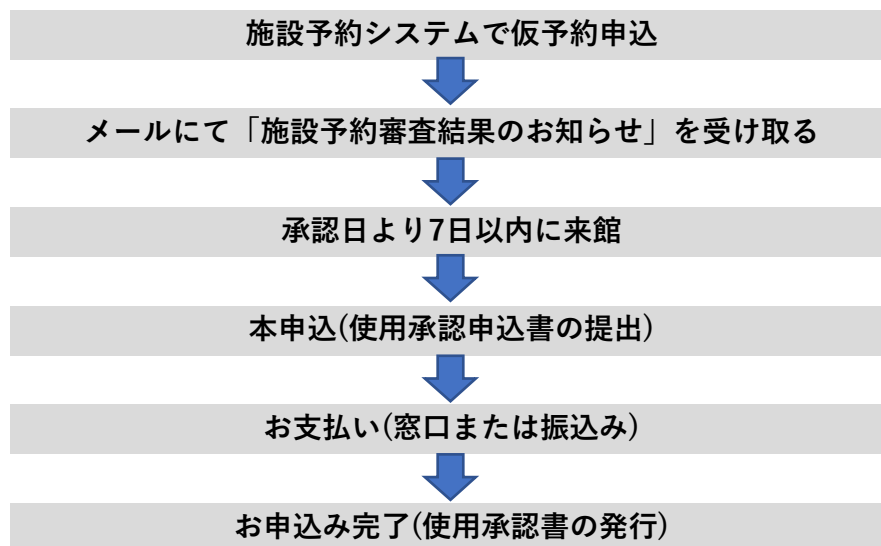 施設予約システムで仮予約申込
メールにて「施設予約審査結果のお知らせ」を受け取る
承認日より7日以内に来館
本申込(使用承認申込書の提出)
お支払い(窓口または振込み)
お申込み完了(使用承認書の発行)